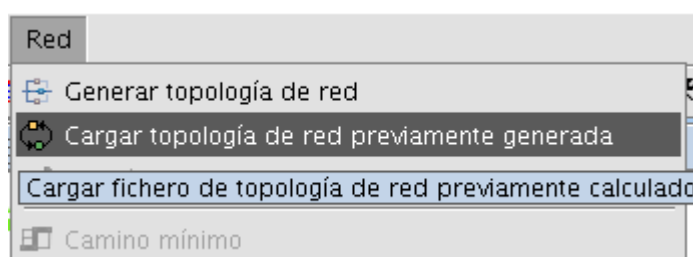 Red
Generar topología de red
Cargar topología de red previamente generada
Cargar fichero de topología de red previamente calculado
Camino mínimo